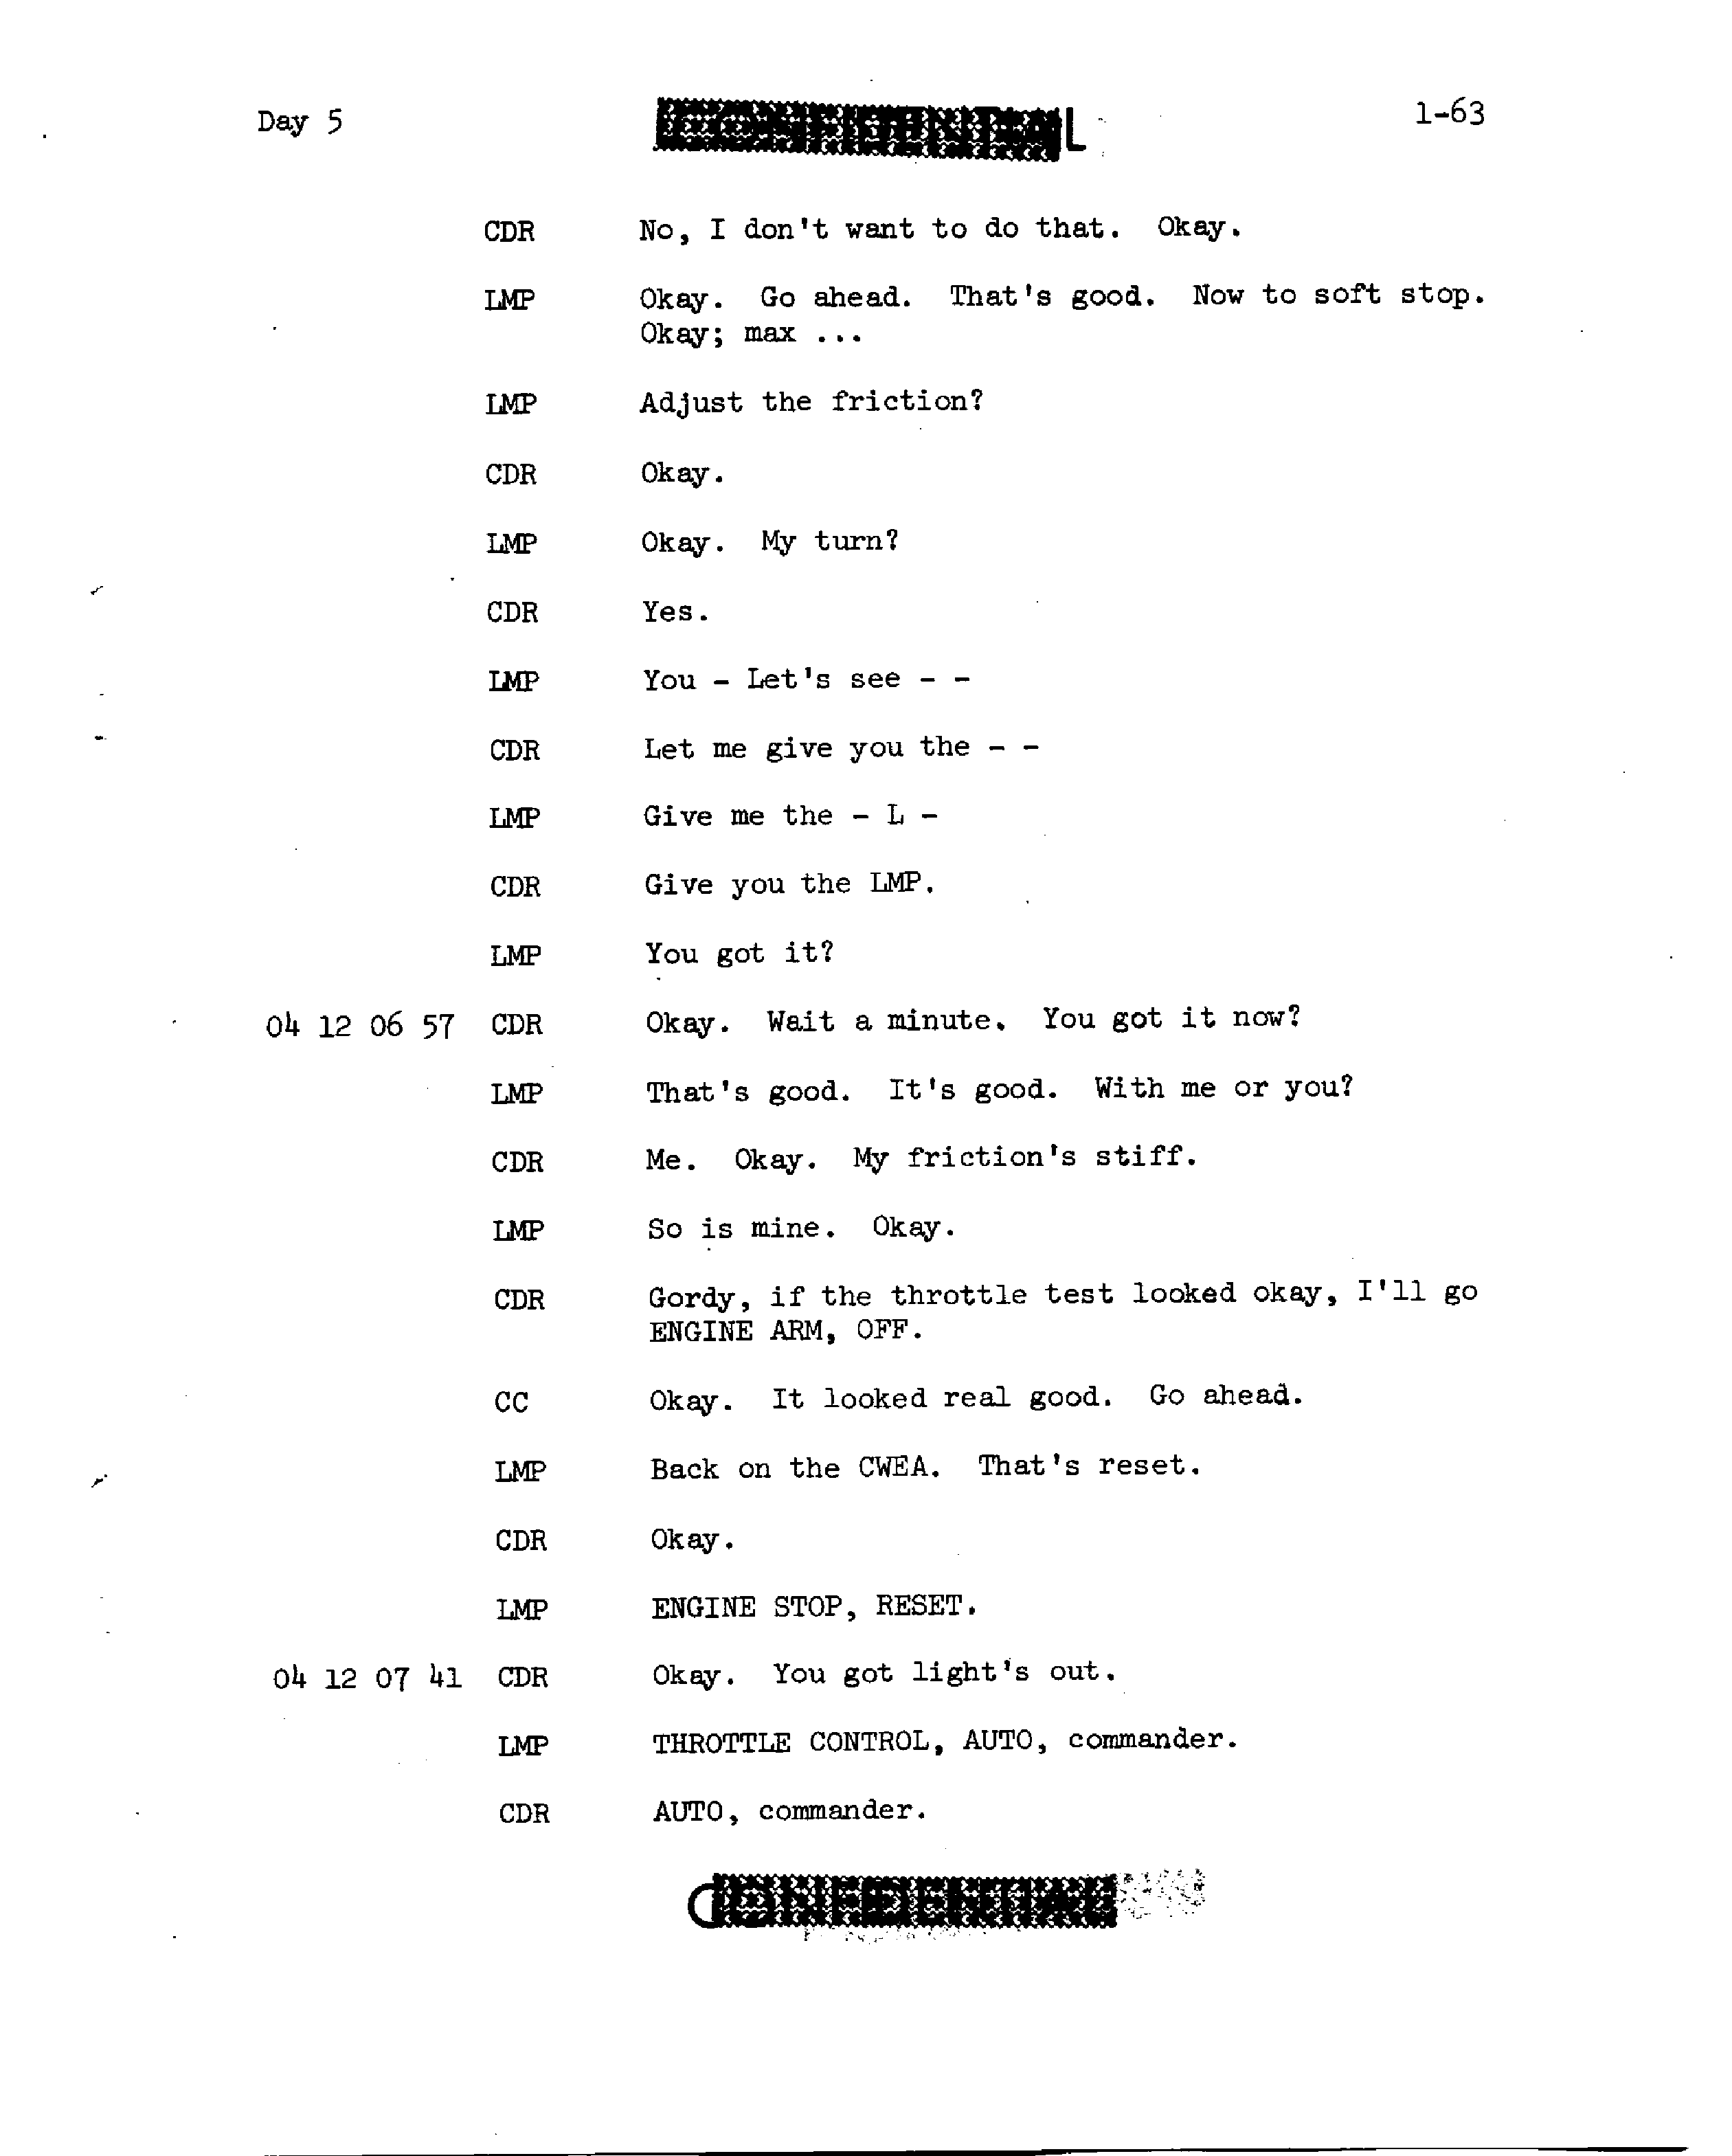 Day 5
CONFIDENTIAL
1-63
CDR No, I don't want to do that. Okay.
LMP Okay. Go ahead. That's good. Now to soft stop.
Okay; max ...
LMP Adjust the friction?
CDR Okay.
LMP Okay. My turn?
CDR Yes.
LMP You - Let's see - -
CDR Let me give you the - -
LMP Give me the - L -
CDR Give you the LMP.
LMP You got it?
04 12 06 57 CDR Okay. Wait a minute. You got it now?
LMP That's good. It's good. With me or you?
CDR Me. Okay. My friction's stiff.
LMP So is mine. Okay.
CDR Gordy, if the throttle test looked okay, I'll go
ENGINE ARM, OFF.
CC Okay. It looked real good. Go ahead.
LMP Back on the CWEA. That's reset.
CDR Okay.
LMP ENGINE STOP, RESET.
04 12 07 41 CDR Okay. You got light's out.
LMP THROTTLE CONTROL, AUTO, commander.
CDR AUTO, commander.
CONFIDENTIAL